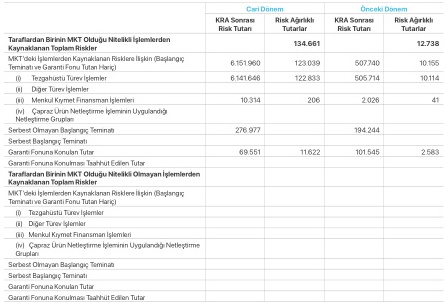 Cari Dönem Önceki Dönem
KRA Sonrası Risk Ağırlıklı KRA Sonrası Risk Ağırlıklı
Risk Tutarı Tutarlar Risk Tutarı Tutarlar
Taraflardan Birinin MKT Olduğu Nitelikli İşlemlerden
Kaynaklanan Toplam Riskler 134.661 12.738
MKT'deki İşlemlerden Kaynaklanan Risklere İlişkin (Başlangıç
Teminatı ve Garanti Fonu Tutarı Hariç) 6.151.960 123.039 507.740 10.155
(i) Tezgahüstü Türev İşlemler 6.141.646 122.833 505.714 10.114
(ii) Diğer Türev İşlemler
(iii) Menkul Kıymet Finansman İşlemleri 10.314 206 2.026 41
(iv) Çapraz Ürün Netleştirme İşleminin Uygulandığı
Netleştirme Grupları
Serbest Olmayan Başlangıç Teminatı 276.977 194.244
Serbest Başlangıç Teminatı
Garanti Fonuna Konulan Tutar 69.551 11.622 101.545 2.583
Garanti Fonuna Konulması Taahhüt Edilen Tutar
Taraflardan Birinin MKT Olduğu Nitelikli Olmayan İşlemlerden
Kaynaklanan Toplam Riskler
MKT'deki İşlemlerden Kaynaklanan Risklere İlişkin (Başlangıç
Teminatı ve Garanti Fonu Tutarı Hariç)
(i) Tezgahüstü Türev İşlemler
(ii) Diğer Türev İşlemler
(iii) Menkul Kıymet Finansman İşlemleri
(iv) Çapraz Ürün Netleştirme İşleminin Uygulandığı Netleştirme
Grupları
Serbest Olmayan Başlangıç Teminatı
Serbest Başlangıç Teminatı
Garanti Fonuna Konulan Tutar
Garanti Fonuna Konulması Taahhüt Edilen Tutar